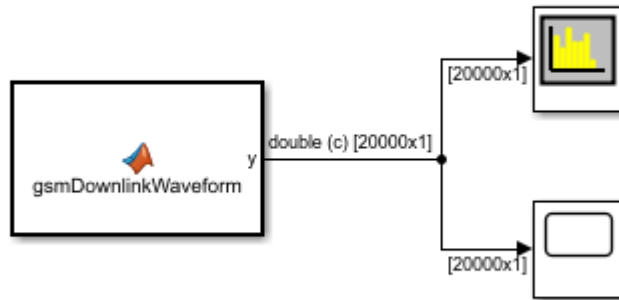 [20000x1]
double (c) [20000x1]
y
gsmDownlinkWaveform
[20000x1]